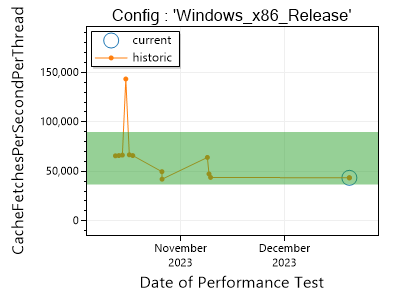 Config : 'Windows_x86_Release'
current
historic
CacheFetchesPerSecondPerThread
150,000
100,000
50,000
0
November
2023
December
2023
Date of Performance Test